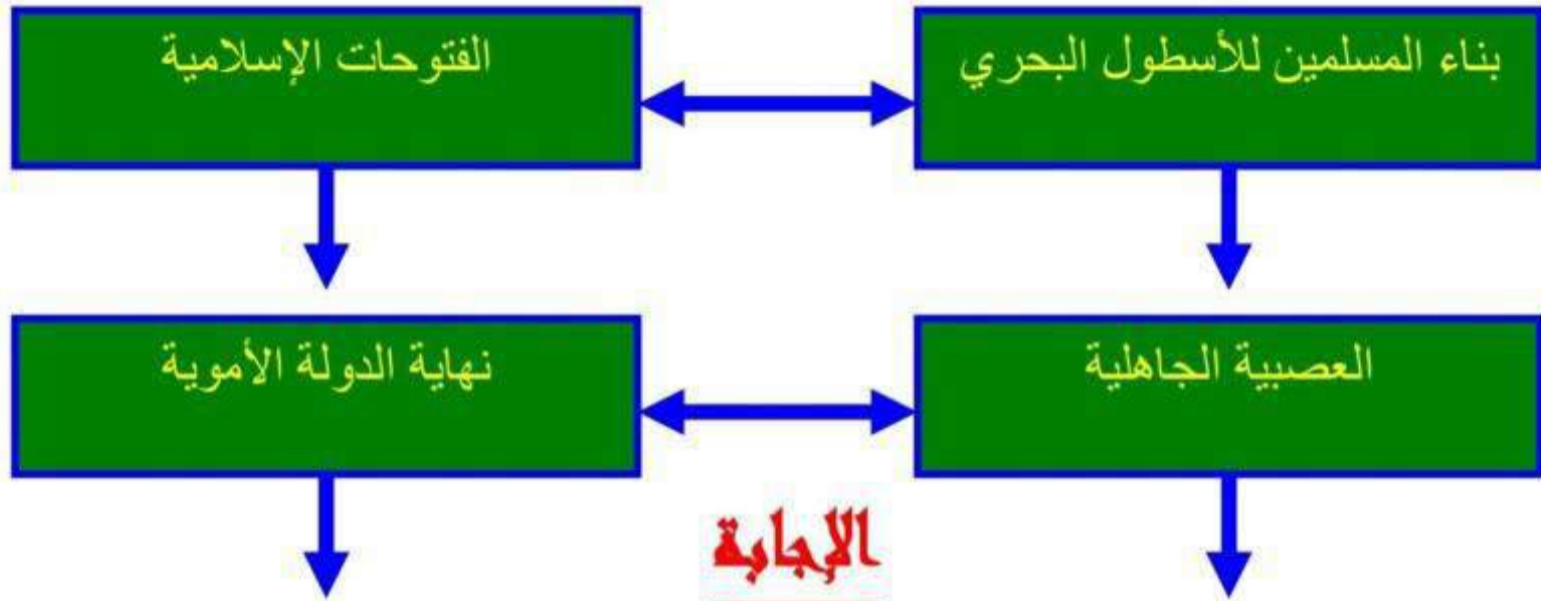 بناء المسلمين للأسطول البحري
الفتوحات الإسلامية
العصبية الجاهلية
نهاية الدولة الأموية
الإجابة